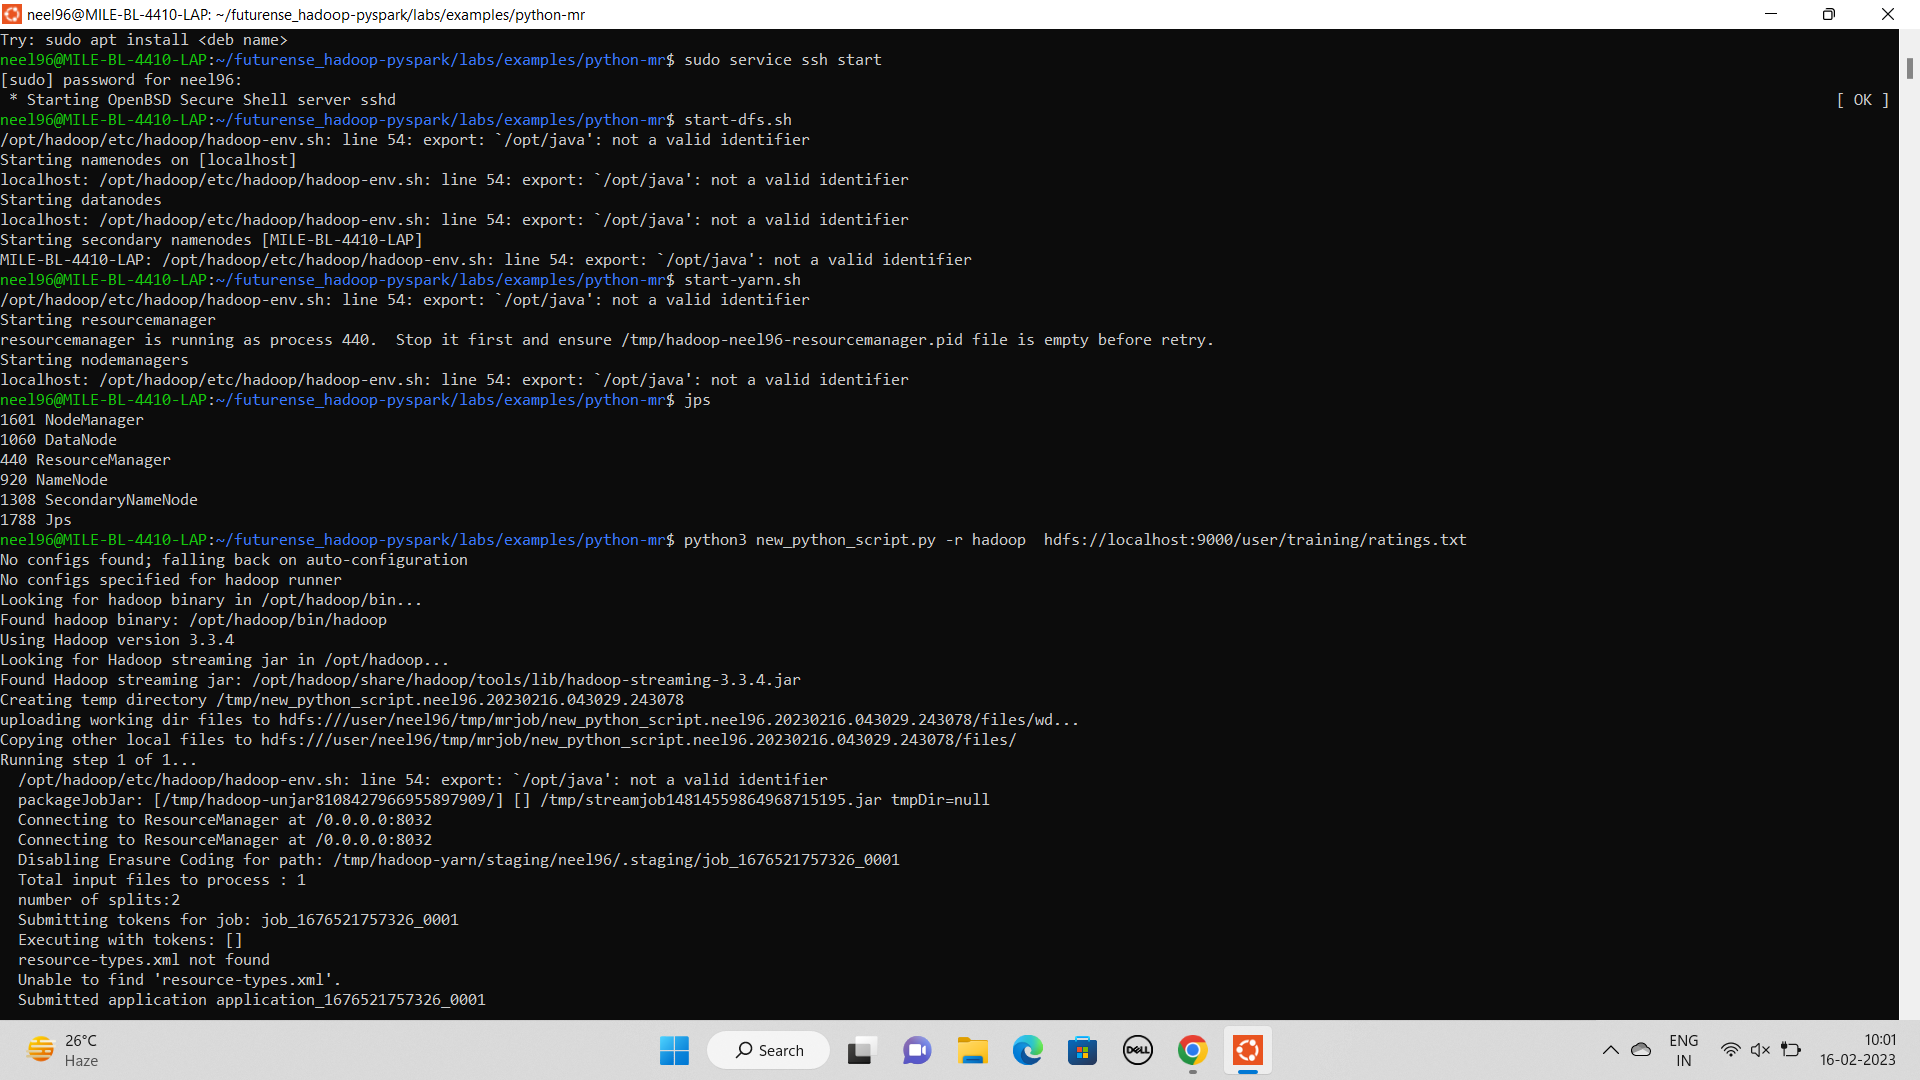 neel96@MILE-BL-4410-LAP: ~/futurense_hadoop-pyspark/labs/examples/python-mr
Try: sudo apt install <deb name>
neel96@MILE-BL-4410-LAP:~/futurense_hadoop-pyspark/labs/examples/python-mr$ sudo service ssh start
[sudo] password for neel96:
 * Starting OpenBSD Secure Shell server sshd [ OK ]
neel96@MILE-BL-4410-LAP:~/futurense_hadoop-pyspark/labs/examples/python-mr$ start-dfs.sh
/opt/hadoop/etc/hadoop/hadoop-env.sh: line 54: export: `/opt/java': not a valid identifier
Starting namenodes on [localhost]
localhost: /opt/hadoop/etc/hadoop/hadoop-env.sh: line 54: export: `/opt/java': not a valid identifier
Starting datanodes
localhost: /opt/hadoop/etc/hadoop/hadoop-env.sh: line 54: export: `/opt/java': not a valid identifier
Starting secondary namenodes [MILE-BL-4410-LAP]
MILE-BL-4410-LAP: /opt/hadoop/etc/hadoop/hadoop-env.sh: line 54: export: `/opt/java': not a valid identifier
neel96@MILE-BL-4410-LAP:~/futurense_hadoop-pyspark/labs/examples/python-mr$ start-yarn.sh
/opt/hadoop/etc/hadoop/hadoop-env.sh: line 54: export: `/opt/java': not a valid identifier
Starting resourcemanager
resourcemanager is running as process 440.  Stop it first and ensure /tmp/hadoop-neel96-resourcemanager.pid file is empty before retry.
Starting nodemanagers
localhost: /opt/hadoop/etc/hadoop/hadoop-env.sh: line 54: export: `/opt/java': not a valid identifier
neel96@MILE-BL-4410-LAP:~/futurense_hadoop-pyspark/labs/examples/python-mr$ jps
1601 NodeManager
1060 DataNode
440 ResourceManager
920 NameNode
1308 SecondaryNameNode
1788 Jps
neel96@MILE-BL-4410-LAP:~/futurense_hadoop-pyspark/labs/examples/python-mr$ python3 new_python_script.py -r hadoop  hdfs://localhost:9000/user/training/ratings.txt
No configs found; falling back on auto-configuration
No configs specified for hadoop runner
Looking for hadoop binary in /opt/hadoop/bin...
Found hadoop binary: /opt/hadoop/bin/hadoop
Using Hadoop version 3.3.4
Looking for Hadoop streaming jar in /opt/hadoop...
Found Hadoop streaming jar: /opt/hadoop/share/hadoop/tools/lib/hadoop-streaming-3.3.4.jar
Creating temp directory /tmp/new_python_script.neel96.20230216.043029.243078
uploading working dir files to hdfs:///user/neel96/tmp/mrjob/new_python_script.neel96.20230216.043029.243078/files/wd...
Copying other local files to hdfs:///user/neel96/tmp/mrjob/new_python_script.neel96.20230216.043029.243078/files/
Running step 1 of 1...
  /opt/hadoop/etc/hadoop/hadoop-env.sh: line 54: export: `/opt/java': not a valid identifier
  packageJobJar: [/tmp/hadoop-unjar8108427966955897909/] [] /tmp/streamjob14814559864968715195.jar tmpDir=null
  Connecting to ResourceManager at /0.0.0.0:8032
  Connecting to ResourceManager at /0.0.0.0:8032
  Disabling Erasure Coding for path: /tmp/hadoop-yarn/staging/neel96/.staging/job_1676521757326_0001
  Total input files to process : 1
  number of splits:2
  Submitting tokens for job: job_1676521757326_0001
  Executing with tokens: []
  resource-types.xml not found
  Unable to find 'resource-types.xml'.
  Submitted application application_1676521757326_0001
26°C
Haze
Search
DELL
ENG
IN
10:01
16-02-2023